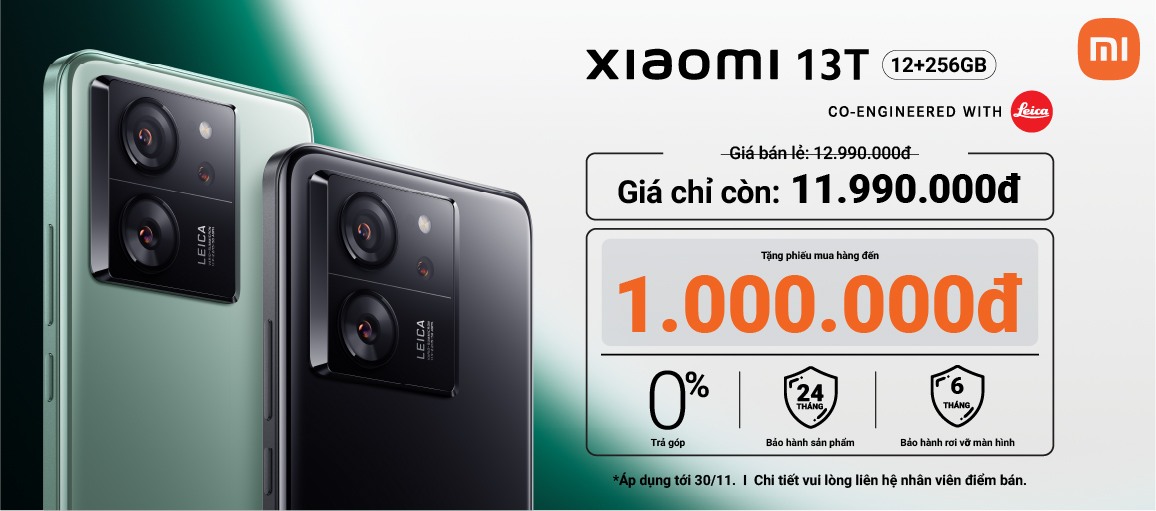 XIAOMI 13T 12+256GB
mi
CO-ENGINEERED WITH Leica
Giá bán lẻ: 12.990.000đ
Giá chỉ còn: 11.990.000đ
Tặng phiếu mua hàng đến
1.000.000đ
0%
Trả góp
24
THÁNG
Bảo hành sản phẩm
6
THÁNG
Bảo hành rơi vỡ màn hình
*Áp dụng tới 30/11. I Chi tiết vui lòng liên hệ nhân viên điểm bán.
LEICA
LEICA